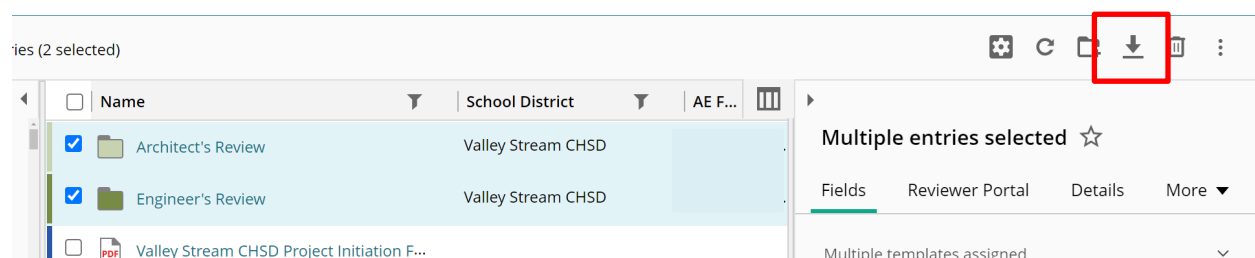 ries (2 selected)
Name School District AE F...
Architect's Review Valley Stream CHSD
Engineer's Review Valley Stream CHSD
PDF Valley Stream CHSD Project Initiation F...
Multiple entries selected
Fields Reviewer Portal Details More
Multiple templates assigned